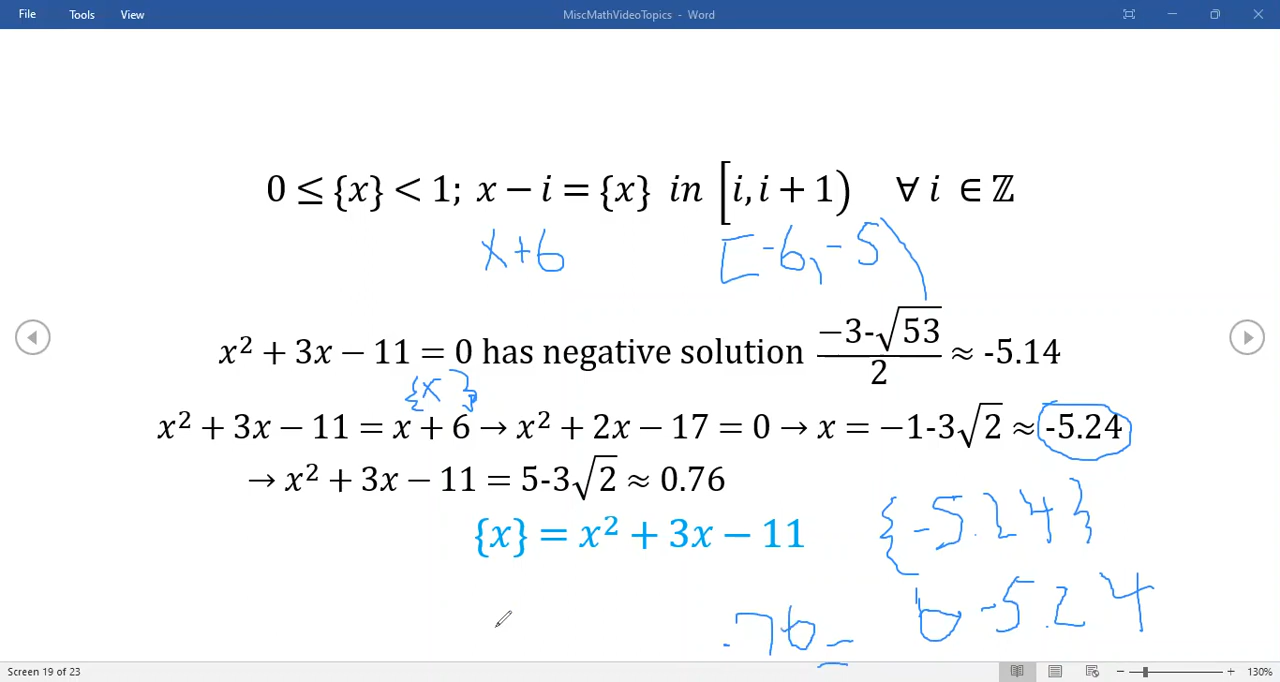 File Tools View MiscMathVideoTopics - Word
0 ≤ {x} < 1; x − i = {x} in [i, i + 1) ∀ i ∈ ℤ
x+6 [-6, -5)
x² + 3x − 11 = 0 has negative solution (−3-√53)/2 ≈ -5.14
{x}
x² + 3x − 11 = x + 6 → x² + 2x − 17 = 0 → x = −1-3√2 ≈ -5.24
→ x² + 3x − 11 = 5-3√2 ≈ 0.76
{x} = x² + 3x − 11
{-5.24}
.76 = 6 -5.24
Screen 19 of 23 130%